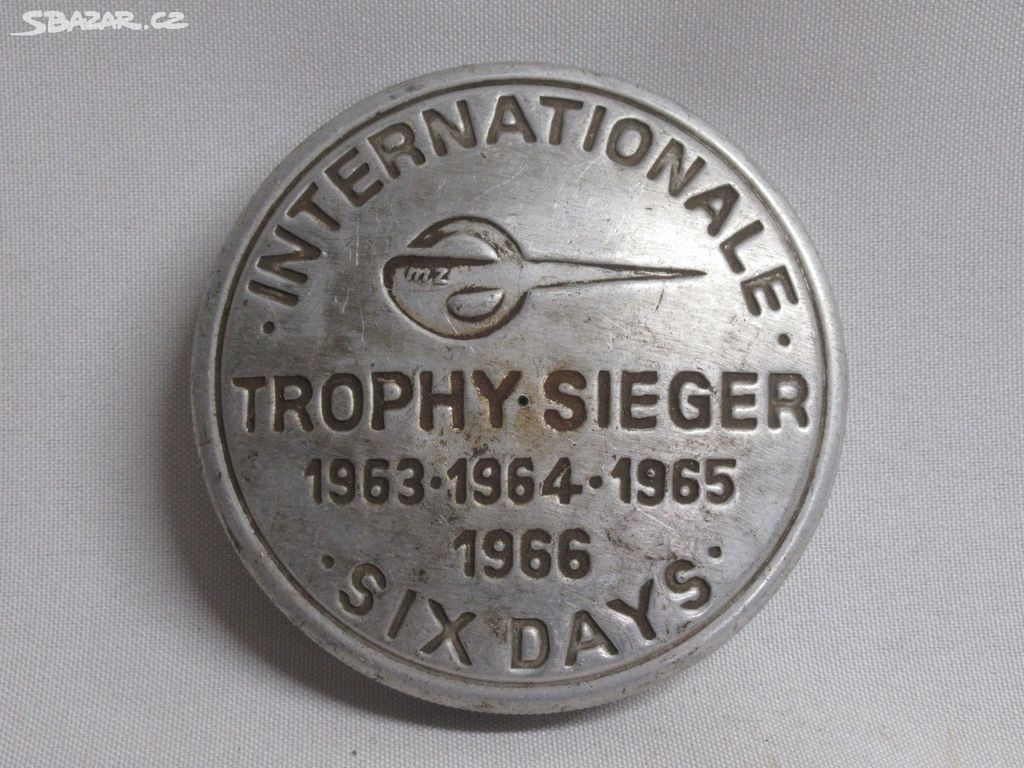 SBAZAR.CZ
· INTERNATIONALE ·
mz
TROPHY·SIEGER
1963·1964·1965
1966
· SIX DAYS ·